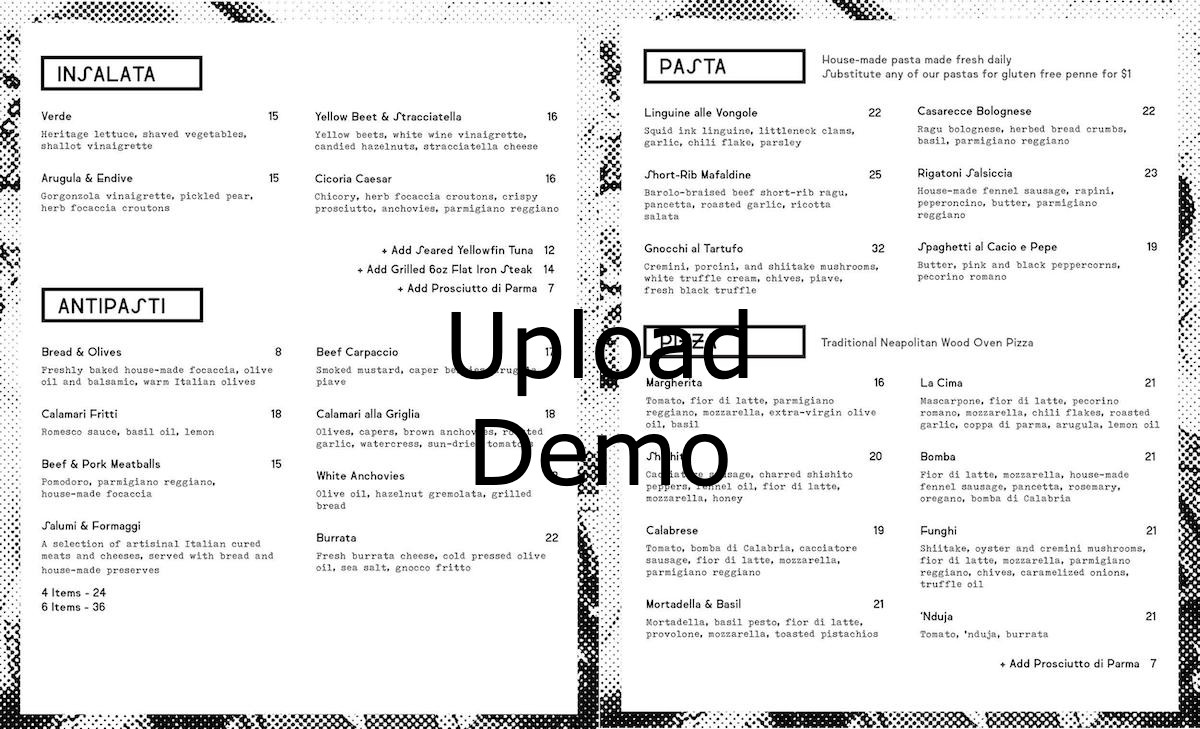 INSALATA
Verde 15
Heritage lettuce, shaved vegetables,
shallot vinaigrette
Arugula & Endive 15
Gorgonzola vinaigrette, pickled pear,
herb focaccia croutons
Yellow Beet & Stracciatella 16
Yellow beets, white wine vinaigrette,
candied hazelnuts, stracciatella cheese
Cicoria Caesar 16
Chicory, herb focaccia croutons, crispy
prosciutto, anchovies, parmigiano reggiano
+ Add Seared Yellowfin Tuna 12
+ Add Grilled 6oz Flat Iron Steak 14
+ Add Prosciutto di Parma 7
ANTIPASTI
Bread & Olives 8
Freshly baked house-made focaccia, olive
oil and balsamic, warm Italian olives
Calamari Fritti 18
Romesco sauce, basil oil, lemon
Beef & Pork Meatballs 15
Pomodoro, parmigiano reggiano,
house-made focaccia
Salumi & Formaggi
A selection of artisinal Italian cured
meats and cheeses, served with bread and
house-made preserves
4 Items - 24
6 Items - 36
Beef Carpaccio
Smoked mustard, caper berries, arugula,
piave
Calamari alla Griglia 18
Olives, capers, brown anchovies, roasted
garlic, watercress, sun-dried tomatoes
White Anchovies
Olive oil, hazelnut gremolata, grilled
bread
Burrata 22
Fresh burrata cheese, cold pressed olive
oil, sea salt, gnocco fritto
PASTA
House-made pasta made fresh daily
Substitute any of our pastas for gluten free penne for $1
Linguine alle Vongole 22
Squid ink linguine, littleneck clams,
garlic, chili flake, parsley
Short-Rib Mafaldine 25
Barolo-braised beef short-rib ragu,
pancetta, roasted garlic, ricotta
salata
Gnocchi al Tartufo 32
Cremini, porcini, and shiitake mushrooms,
white truffle cream, chives, piave,
fresh black truffle
Casarecce Bolognese 22
Ragu bolognese, herbed bread crumbs,
basil, parmigiano reggiano
Rigatoni Salsiccia 23
House-made fennel sausage, rapini,
peperoncino, butter, parmigiano
reggiano
Spaghetti al Cacio e Pepe 19
Butter, pink and black peppercorns,
pecorino romano
PIZZA
Traditional Neapolitan Wood Oven Pizza
Margherita 16
Tomato, fior di latte, parmigiano
reggiano, mozzarella, extra-virgin olive
oil, basil
Shishito 20
Cacciatore sausage, charred shishito
peppers, fennel oil, fior di latte,
mozzarella, honey
Calabrese 19
Tomato, bomba di Calabria, cacciatore
sausage, fior di latte, mozzarella,
parmigiano reggiano
Mortadella & Basil 21
Mortadella, basil pesto, fior di latte,
provolone, mozzarella, toasted pistachios
La Cima 21
Mascarpone, fior di latte, pecorino
romano, mozzarella, chili flakes, roasted
garlic, coppa di parma, arugula, lemon oil
Bomba 21
Fior di latte, mozzarella, house-made
fennel sausage, pancetta, rosemary,
oregano, bomba di Calabria
Funghi 21
Shiitake, oyster and cremini mushrooms,
fior di latte, mozzarella, parmigiano
reggiano, chives, caramelized onions,
truffle oil
'Nduja 21
Tomato, 'nduja, burrata
+ Add Prosciutto di Parma 7
Upload
Demo